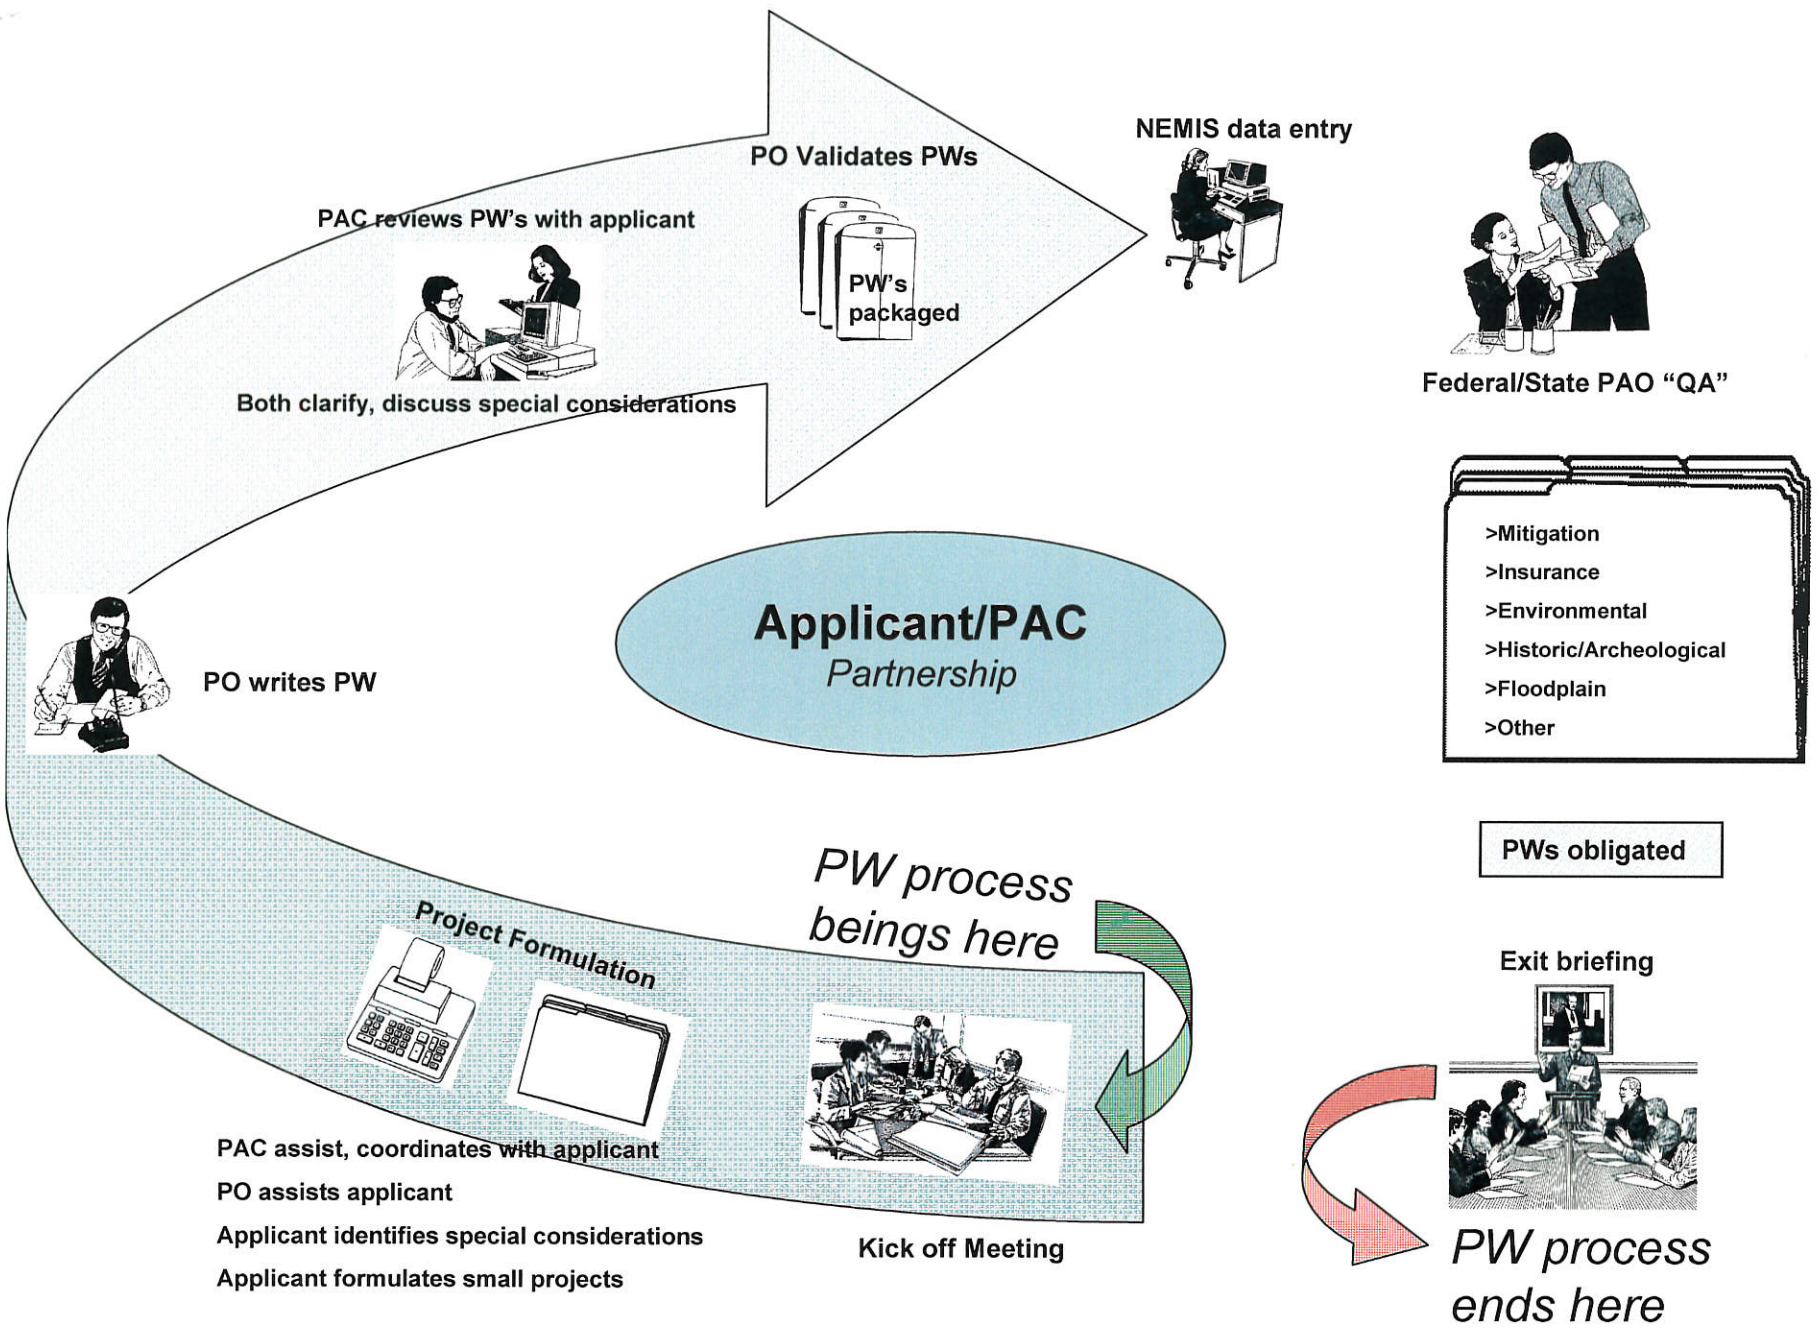 NEMIS data entry
PO Validates PWs
PAC reviews PW's with applicant
PW's
packaged
Both clarify, discuss special considerations
Federal/State PAO “QA”
>Mitigation
>Insurance
>Environmental
>Historic/Archeological
>Floodplain
>Other
Applicant/PAC
Partnership
PO writes PW
PWs obligated
PW process
beings here
Project Formulation
Exit briefing
PAC assist, coordinates with applicant
PO assists applicant
Applicant identifies special considerations
Applicant formulates small projects
Kick off Meeting
PW process
ends here